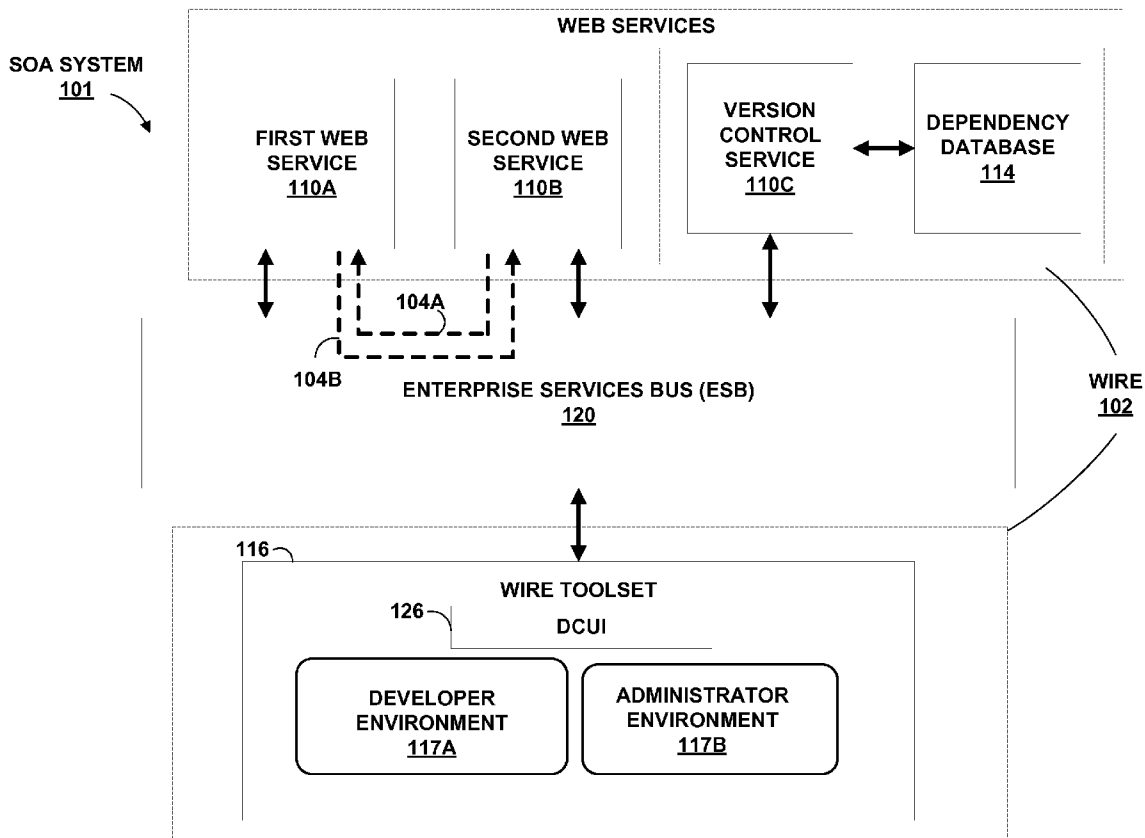 WEB SERVICES
SOA SYSTEM
101
FIRST WEB
SERVICE
110A
SECOND WEB
SERVICE
110B
VERSION
CONTROL
SERVICE
110C
DEPENDENCY
DATABASE
114
104A
104B
ENTERPRISE SERVICES BUS (ESB)
120
WIRE
102
116
WIRE TOOLSET
126
DCUI
DEVELOPER
ENVIRONMENT
117A
ADMINISTRATOR
ENVIRONMENT
117B